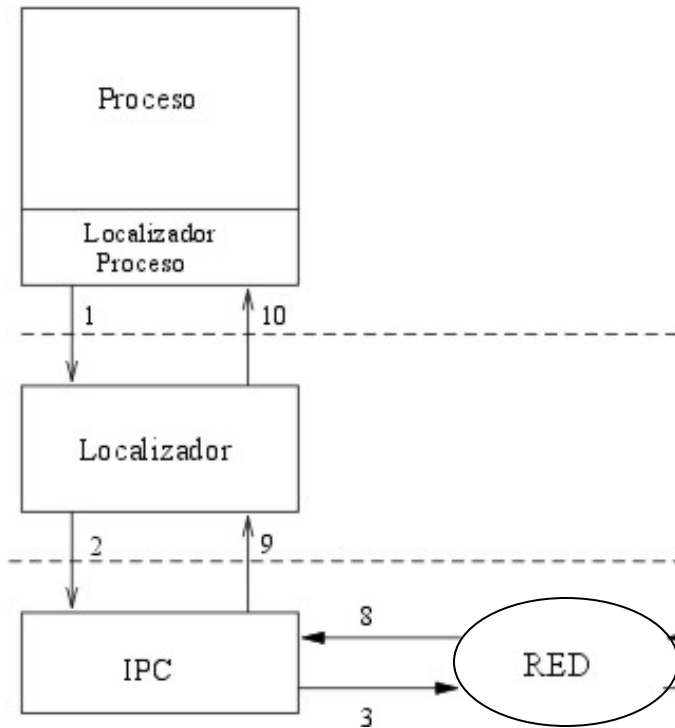 Proceso
Localizador
Proceso
1
10
Localizador
2
9
8
IPC
RED
3